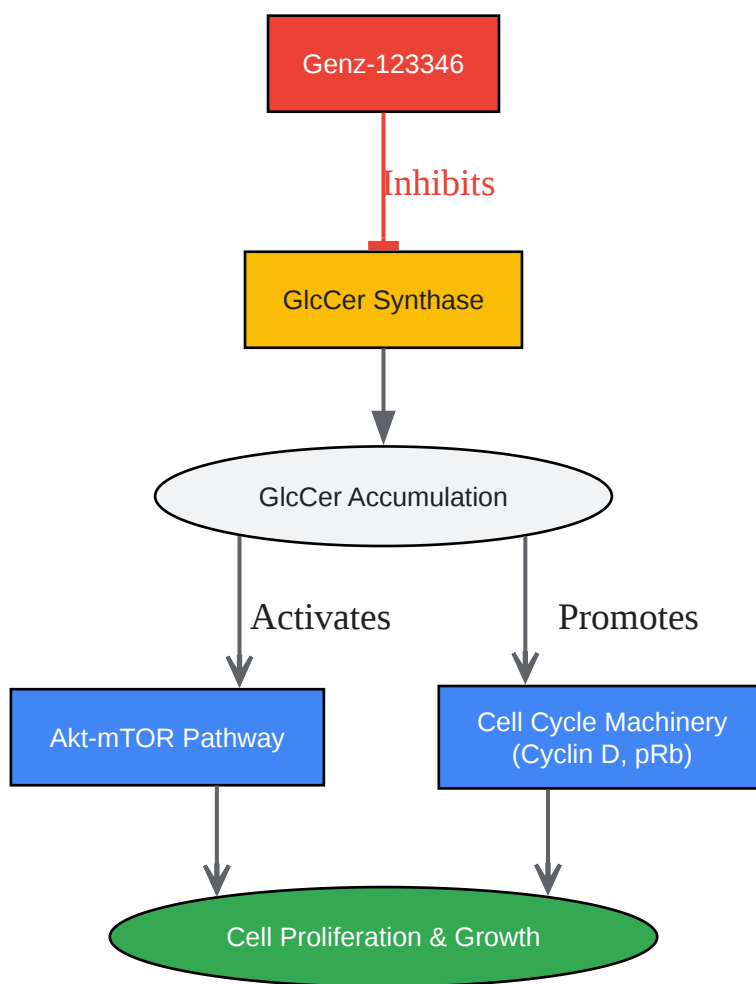 Genz-123346
Inhibits
GlcCer Synthase
GlcCer Accumulation
Activates
Promotes
Akt-mTOR Pathway
Cell Cycle Machinery
(Cyclin D, pRb)
Cell Proliferation & Growth